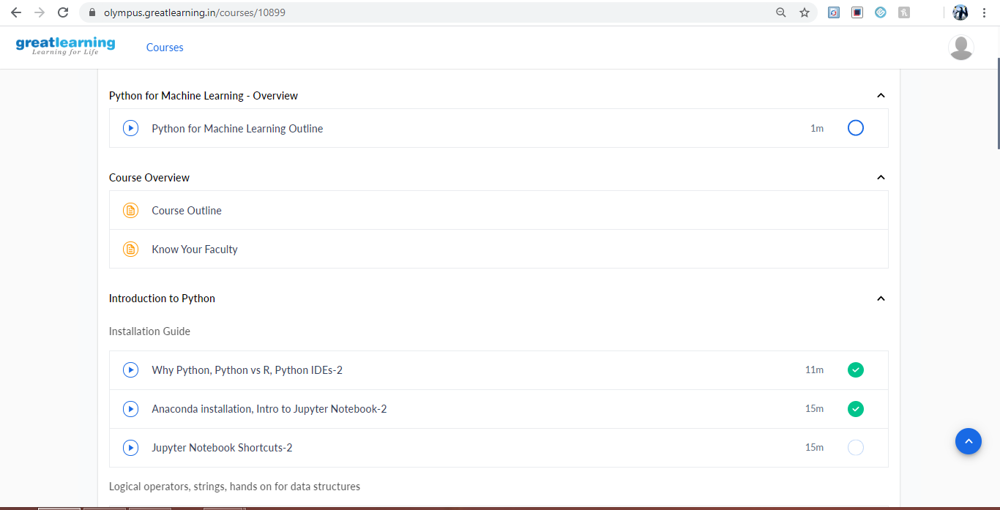 olympus.greatlearning.in/courses/10899
greatlearning
Learning for Life
Courses
Python for Machine Learning - Overview
Python for Machine Learning Outline 1m
Course Overview
Course Outline
Know Your Faculty
Introduction to Python
Installation Guide
Why Python, Python vs R, Python IDEs-2 11m
Anaconda installation, Intro to Jupyter Notebook-2 15m
Jupyter Notebook Shortcuts-2 15m
Logical operators, strings, hands on for data structures